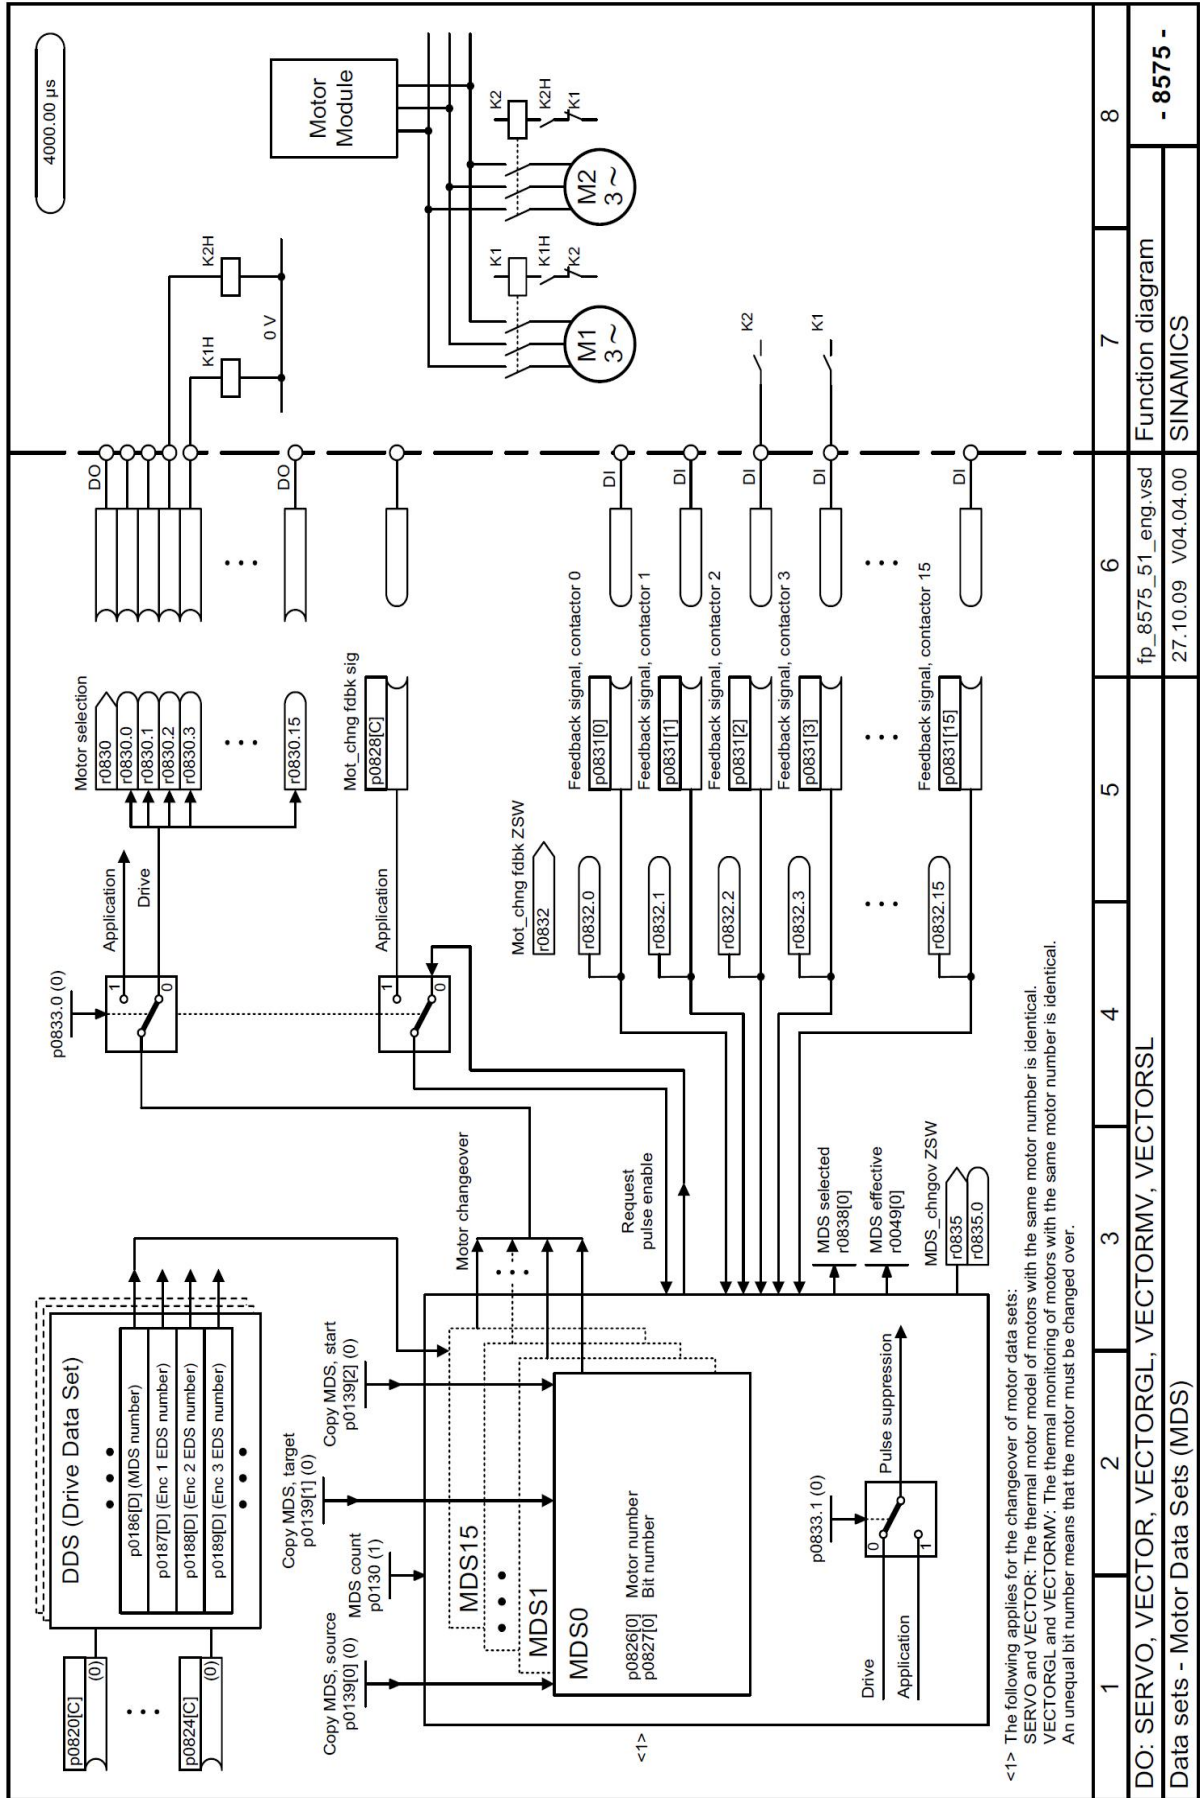 4000.00 µs
DDS (Drive Data Set)
p0186[D] (MDS number)
p0187[D] (Enc 1 EDS number)
p0188[D] (Enc 2 EDS number)
p0189[D] (Enc 3 EDS number)
p0820[C]
(0)
p0824[C]
(0)
Copy MDS, source
p0139[0] (0)
MDS count
p0130 (1)
Copy MDS, target
p0139[1] (0)
Copy MDS, start
p0139[2] (0)
MDS15
MDS1
MDS0
p0826[0] Motor number
p0827[0] Bit number
<1>
p0833.1 (0)
0
1
Drive
Application
Pulse suppression
Motor changeover
Request
pulse enable
MDS selected
r0838[0]
MDS effective
r0049[0]
MDS_chngov ZSW
r0835
r0835.0
p0833.0 (0)
1
0
Application
Drive
1
0
Application
Motor selection
r0830
r0830.0
r0830.1
r0830.2
r0830.3
r0830.15
Mot_chng fdbk sig
p0828[C]
Mot_chng fdbk ZSW
r0832
r0832.0
r0832.1
r0832.2
r0832.3
r0832.15
Feedback signal, contactor 0
p0831[0]
Feedback signal, contactor 1
p0831[1]
Feedback signal, contactor 2
p0831[2]
Feedback signal, contactor 3
p0831[3]
Feedback signal, contactor 15
p0831[15]
DO
DO
DI
DI
DI
DI
DI
K1H
K2H
0 V
Motor
Module
K1
K1H
K2
M1
3 ~
K2
K2H
K1
M2
3 ~
K2
K1
<1> The following applies for the changeover of motor data sets:
SERVO and VECTOR: The thermal motor model of motors with the same motor number is identical.
VECTORGL and VECTORMV: The thermal monitoring of motors with the same motor number is identical.
An unequal bit number means that the motor must be changed over.
1 2 3 4 5 6 7 8
DO: SERVO, VECTOR, VECTORGL, VECTORMV, VECTORSL
fp_8575_51_eng.vsd
Function diagram
- 8575 -
Data sets - Motor Data Sets (MDS)
27.10.09 V04.04.00
SINAMICS